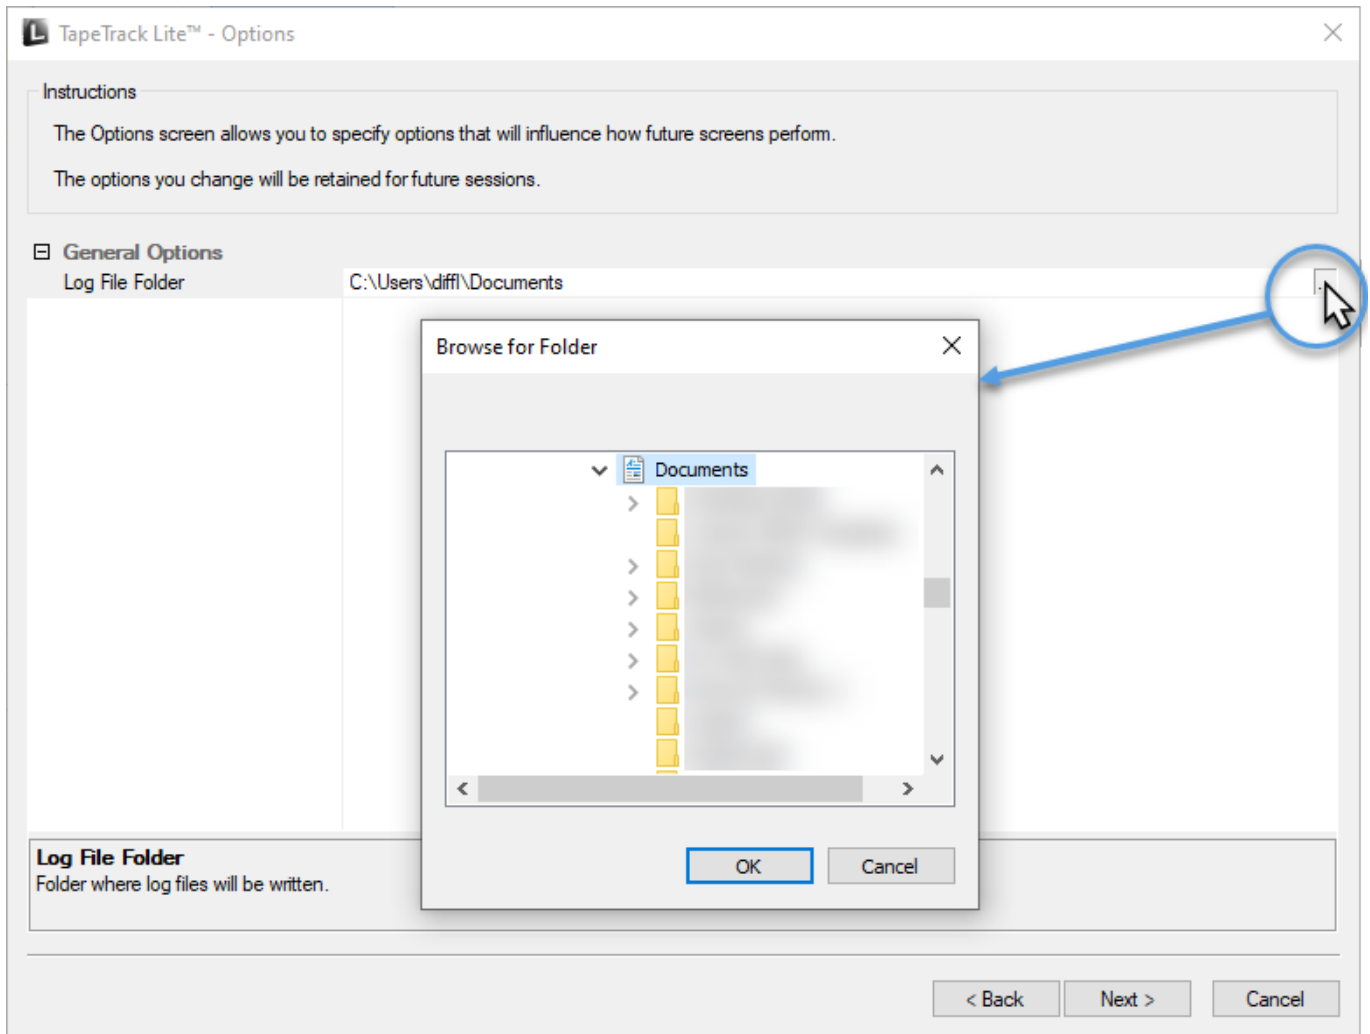 TapeTrack Lite™ - Options
Instructions
The Options screen allows you to specify options that will influence how future screens perform.
The options you change will be retained for future sessions.
General Options
Log File Folder
C:\Users\diffl\Documents
Browse for Folder
Documents
OK
Cancel
Log File Folder
Folder where log files will be written.
< Back
Next >
Cancel